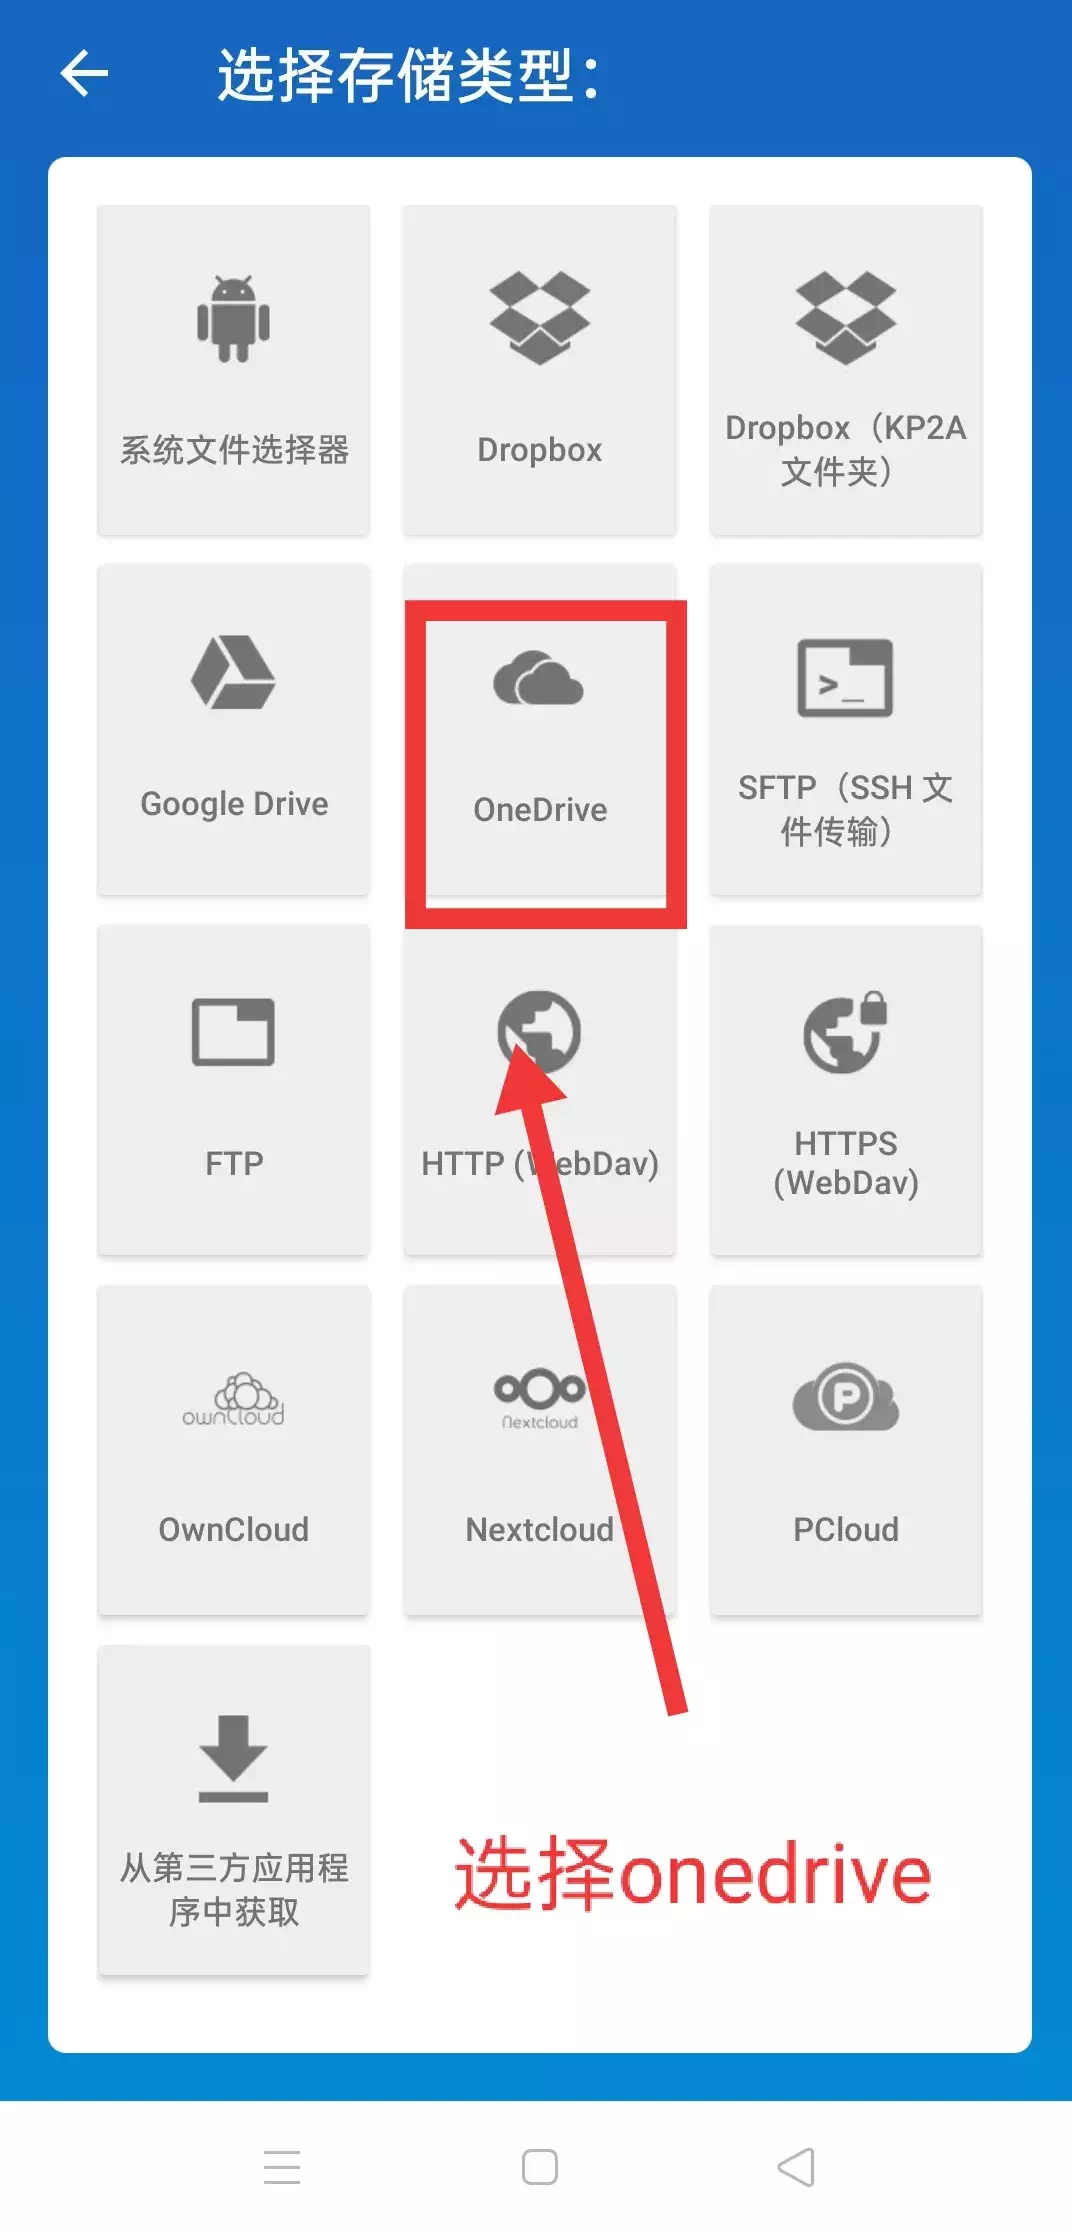 选择存储类型：
系统文件选择器
Dropbox
Dropbox（KP2A
文件夹）
Google Drive
OneDrive
>_
SFTP（SSH 文
件传输）
FTP
HTTP (WebDav)
HTTPS
(WebDav)
ownCloud
OwnCloud
Nextcloud
Nextcloud
P
PCloud
从第三方应用程
序中获取
选择onedrive